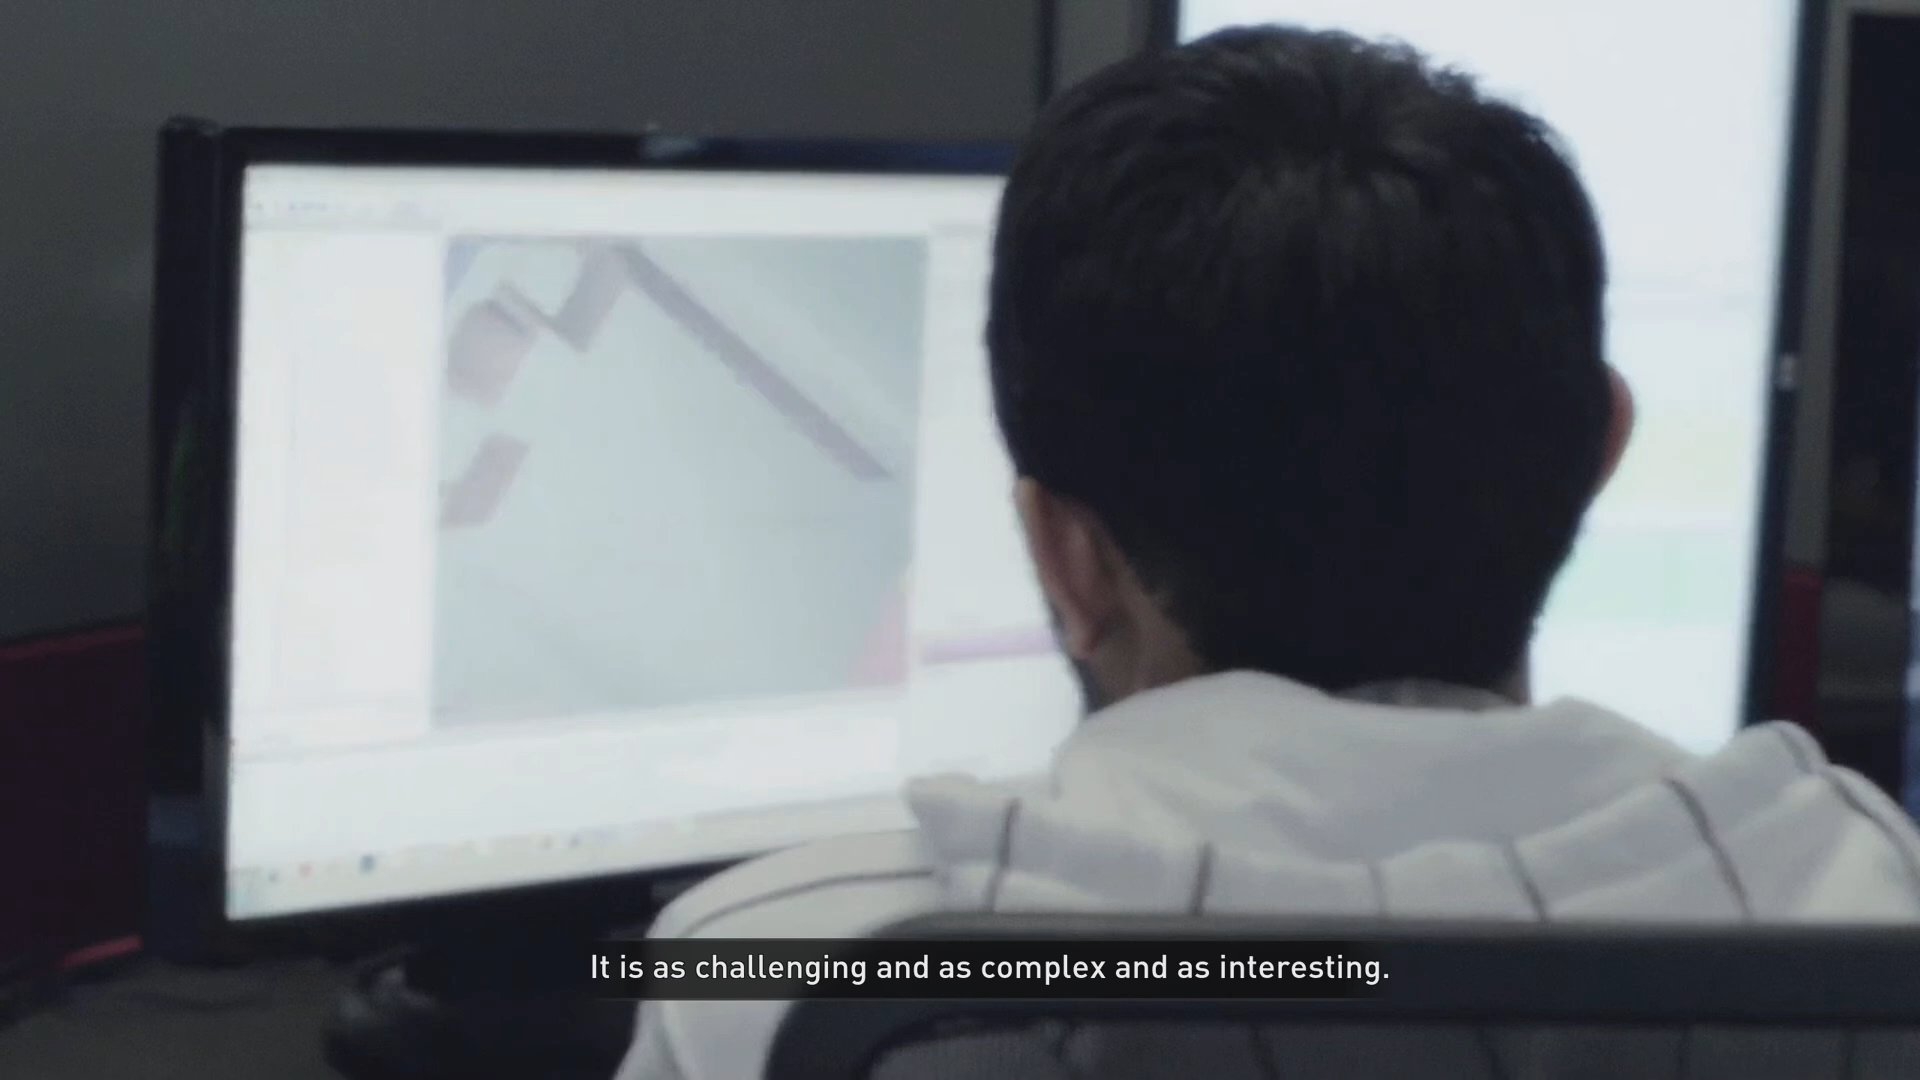 It is as challenging and as complex and as interesting.